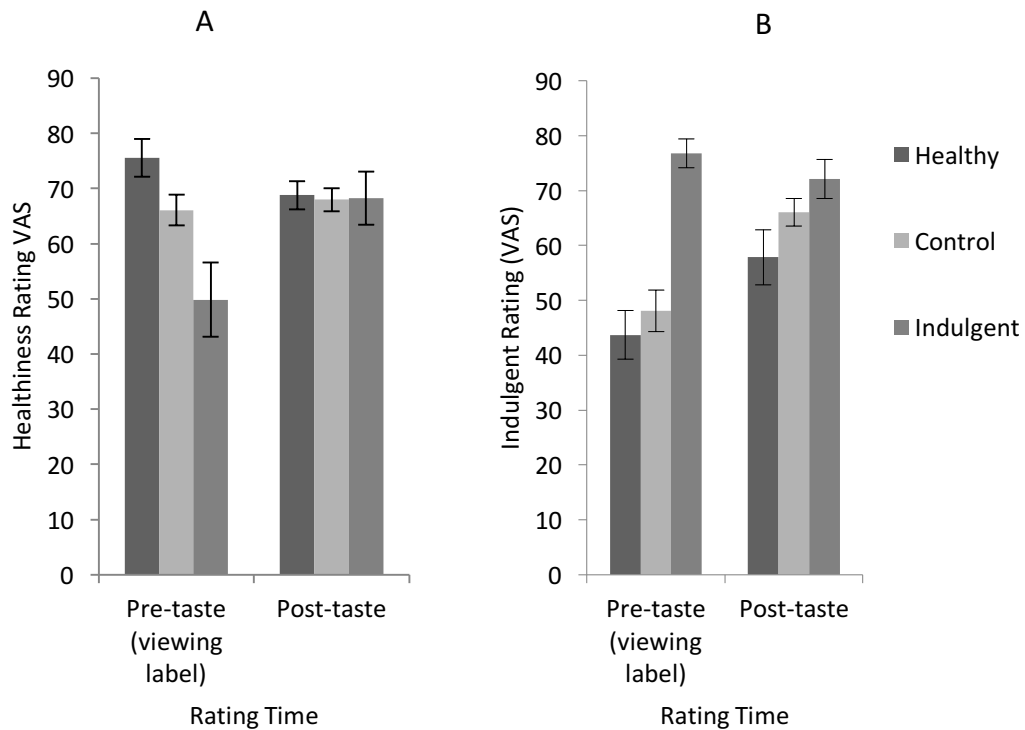 A
90
80
70
60
50
40
30
20
10
0
Healthiness Rating VAS
Pre-taste
(viewing
label)
Post-taste
Rating Time
B
90
80
70
60
50
40
30
20
10
0
Indulgent Rating (VAS)
Pre-taste
(viewing
label)
Post-taste
Rating Time
Healthy
Control
Indulgent